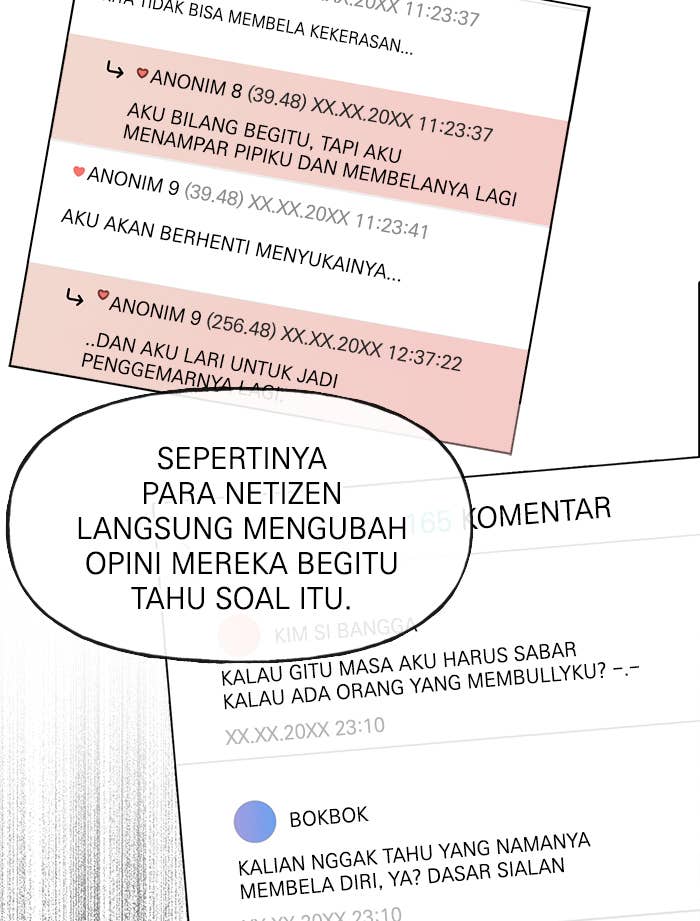 TIDAK BISA MEMBELA KEKERASAN...
11:23:37
♥ANONIM 8 (39.48) XX.XX.20XX 11:23:37
AKU BILANG BEGITU, TAPI AKU
MENAMPAR PIPIKU DAN MEMBELANYA LAGI
♥ANONIM 9 (39.48) XX.XX.20XX 11:23:41
AKU AKAN BERHENTI MENYUKAINYA...
♥ANONIM 9 (256.48) XX.XX.20XX 12:37:22
..DAN AKU LARI UNTUK JADI
PENGGEMARNYA LAGI.
SEPERTINYA
PARA NETIZEN
LANGSUNG MENGUBAH
OPINI MEREKA BEGITU
TAHU SOAL ITU.
165 KOMENTAR
KIM SI BANGGA
KALAU GITU MASA AKU HARUS SABAR
KALAU ADA ORANG YANG MEMBULLYKU? –.–
XX.XX.20XX 23:10
BOKBOK
KALIAN NGGAK TAHU YANG NAMANYA
MEMBELA DIRI, YA? DASAR SIALAN
XX.XX.20XX 23:10